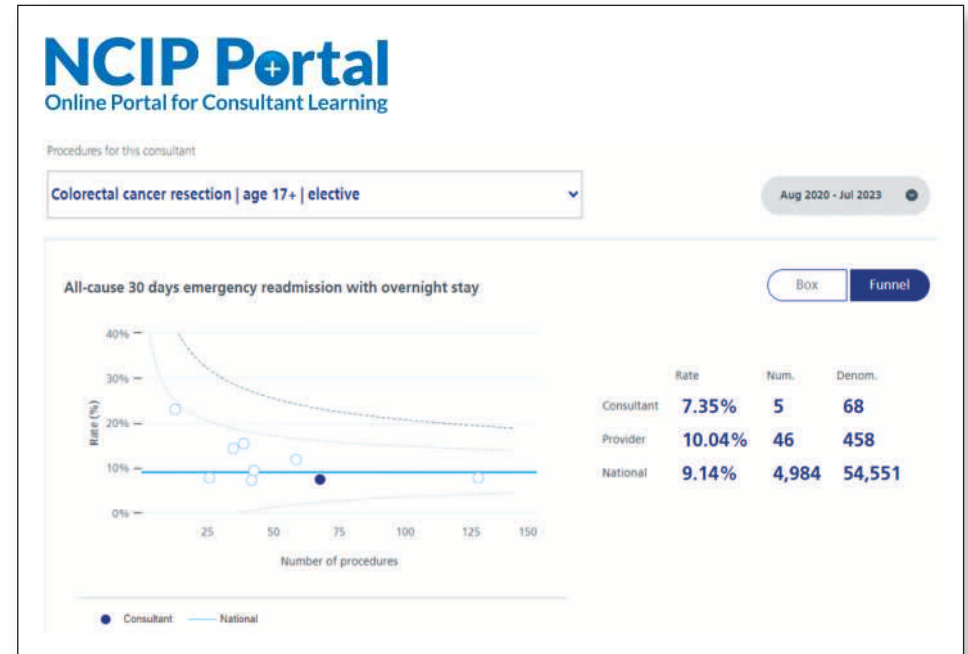 NCIP Portal
Online Portal for Consultant Learning
Procedures for this consultant
Colorectal cancer resection | age 17+ | elective
Aug 2020 - Jul 2023
All-cause 30 days emergency readmission with overnight stay
Box
Funnel
40%
30%
20%
10%
0%
Rate (%)
25 50 75 100 125 150
Number of procedures
Consultant National
Rate Num. Denom.
Consultant 7.35% 5 68
Provider 10.04% 46 458
National 9.14% 4,984 54,551